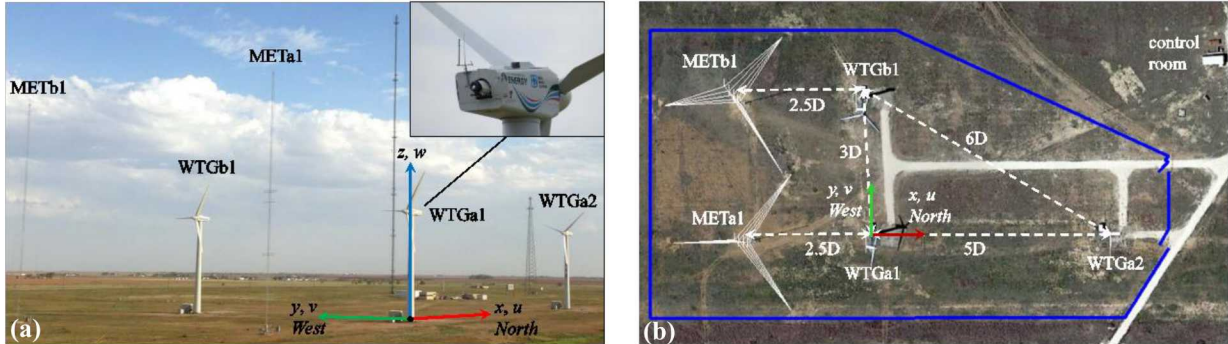 METb1
METa1
WTGb1
z, w
WTGa1
WTGa2
y, v
West
x, u
North
(a)
ENERGY
METb1
WTGb1
control
room
2.5D
3D
6D
y, v
West
x, u
North
METa1
2.5D
WTGa1
5D
WTGa2
(b)